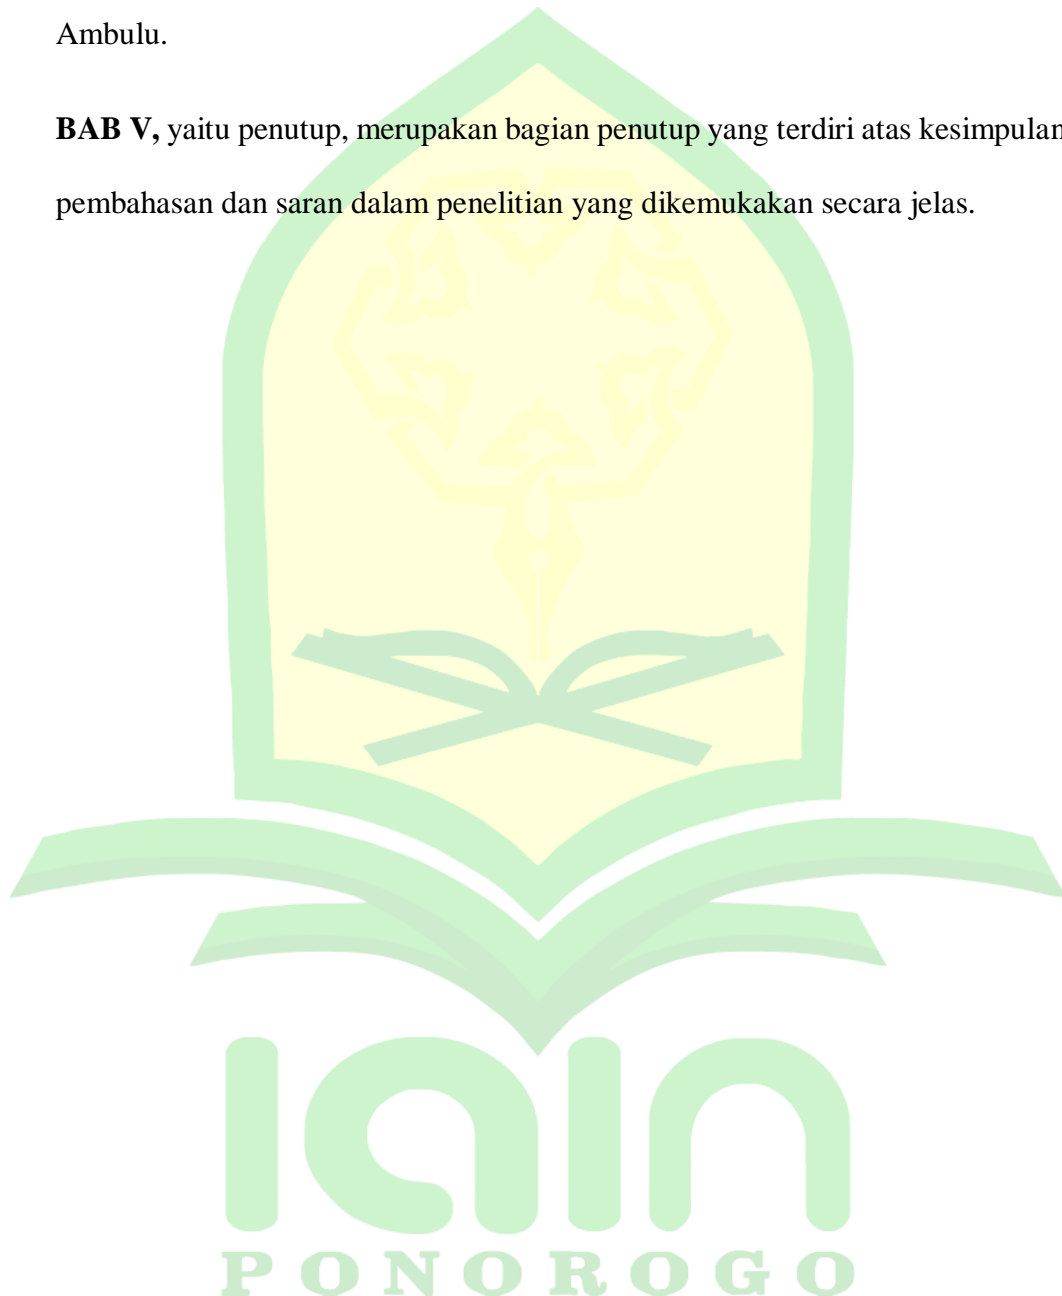 Ambulu.
BAB V, yaitu penutup, merupakan bagian penutup yang terdiri atas kesimpulan
pembahasan dan saran dalam penelitian yang dikemukakan secara jelas.
iain
PONOROGO